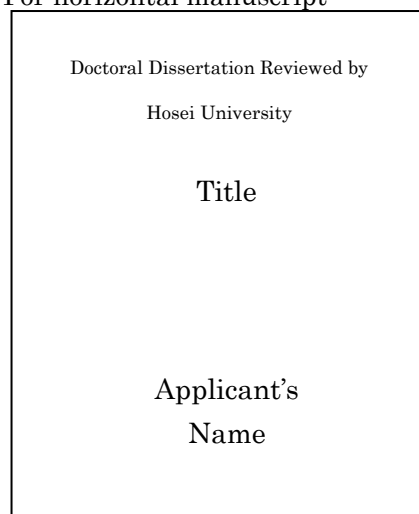 For horizontal manuscript
Doctoral Dissertation Reviewed by
Hosei University
Title
Applicant's
Name